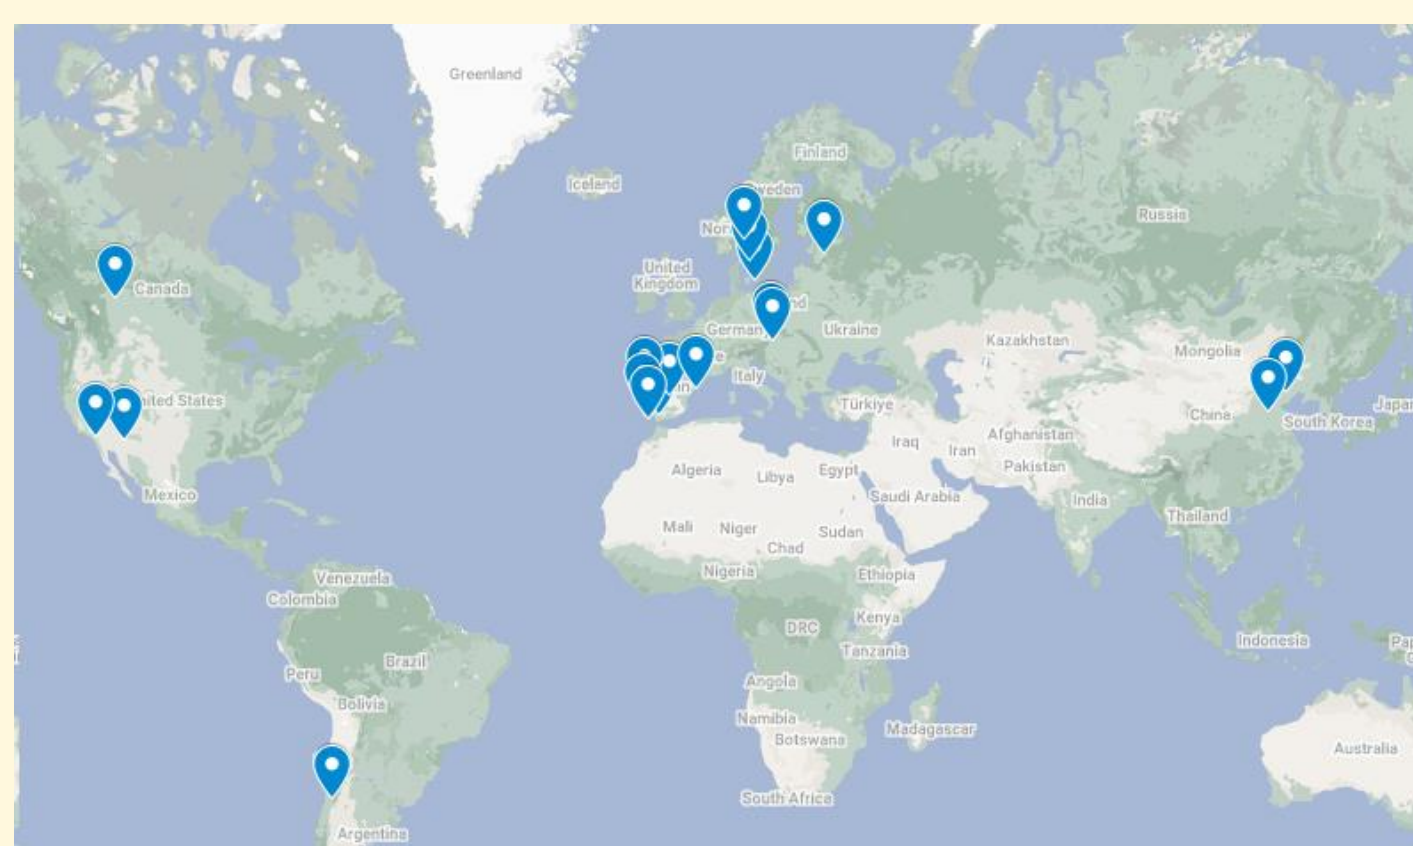 Greenland
Finland
Iceland
Russia
United
Kingdom
Canada
Germany
Ukraine
Kazakhstan
Mongolia
Italy
United States
Türkiye
China
South Korea
Iraq
Iran
Afghanistan
Pakistan
Algeria
Libya
Egypt
Saudi Arabia
India
Mexico
Thailand
Mali
Niger
Sudan
Chad
Nigeria
Ethiopia
Venezuela
Colombia
Kenya
DRC
Indonesia
Tanzania
Brazil
Peru
Angola
Bolivia
Namibia
Botswana
Madagascar
Australia
South Africa
Argentina